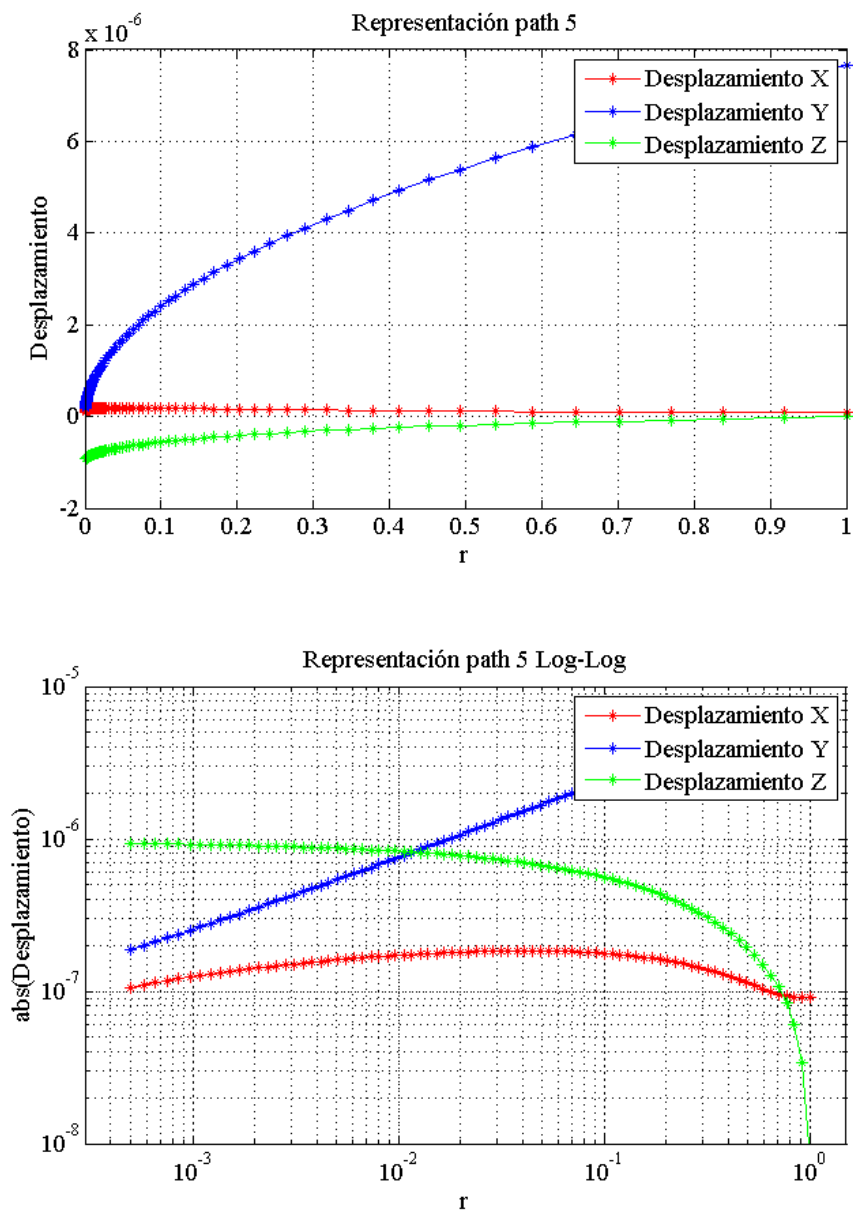 Representación path 5
x 10^-6
8
6
4
2
0
-2
Desplazamiento
Desplazamiento X
Desplazamiento Y
Desplazamiento Z
0 0.1 0.2 0.3 0.4 0.5 0.6 0.7 0.8 0.9 1
r
Representación path 5 Log-Log
10^-5
10^-6
10^-7
10^-8
abs(Desplazamiento)
Desplazamiento X
Desplazamiento Y
Desplazamiento Z
10^-3 10^-2 10^-1 10^0
r